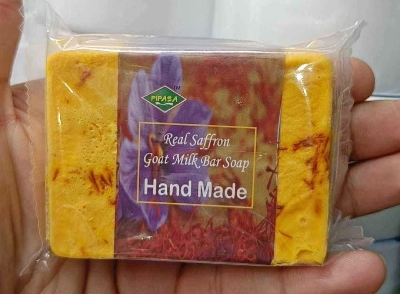 PIPASA
Real Saffron
Goat Milk Bar Soap
Hand Made